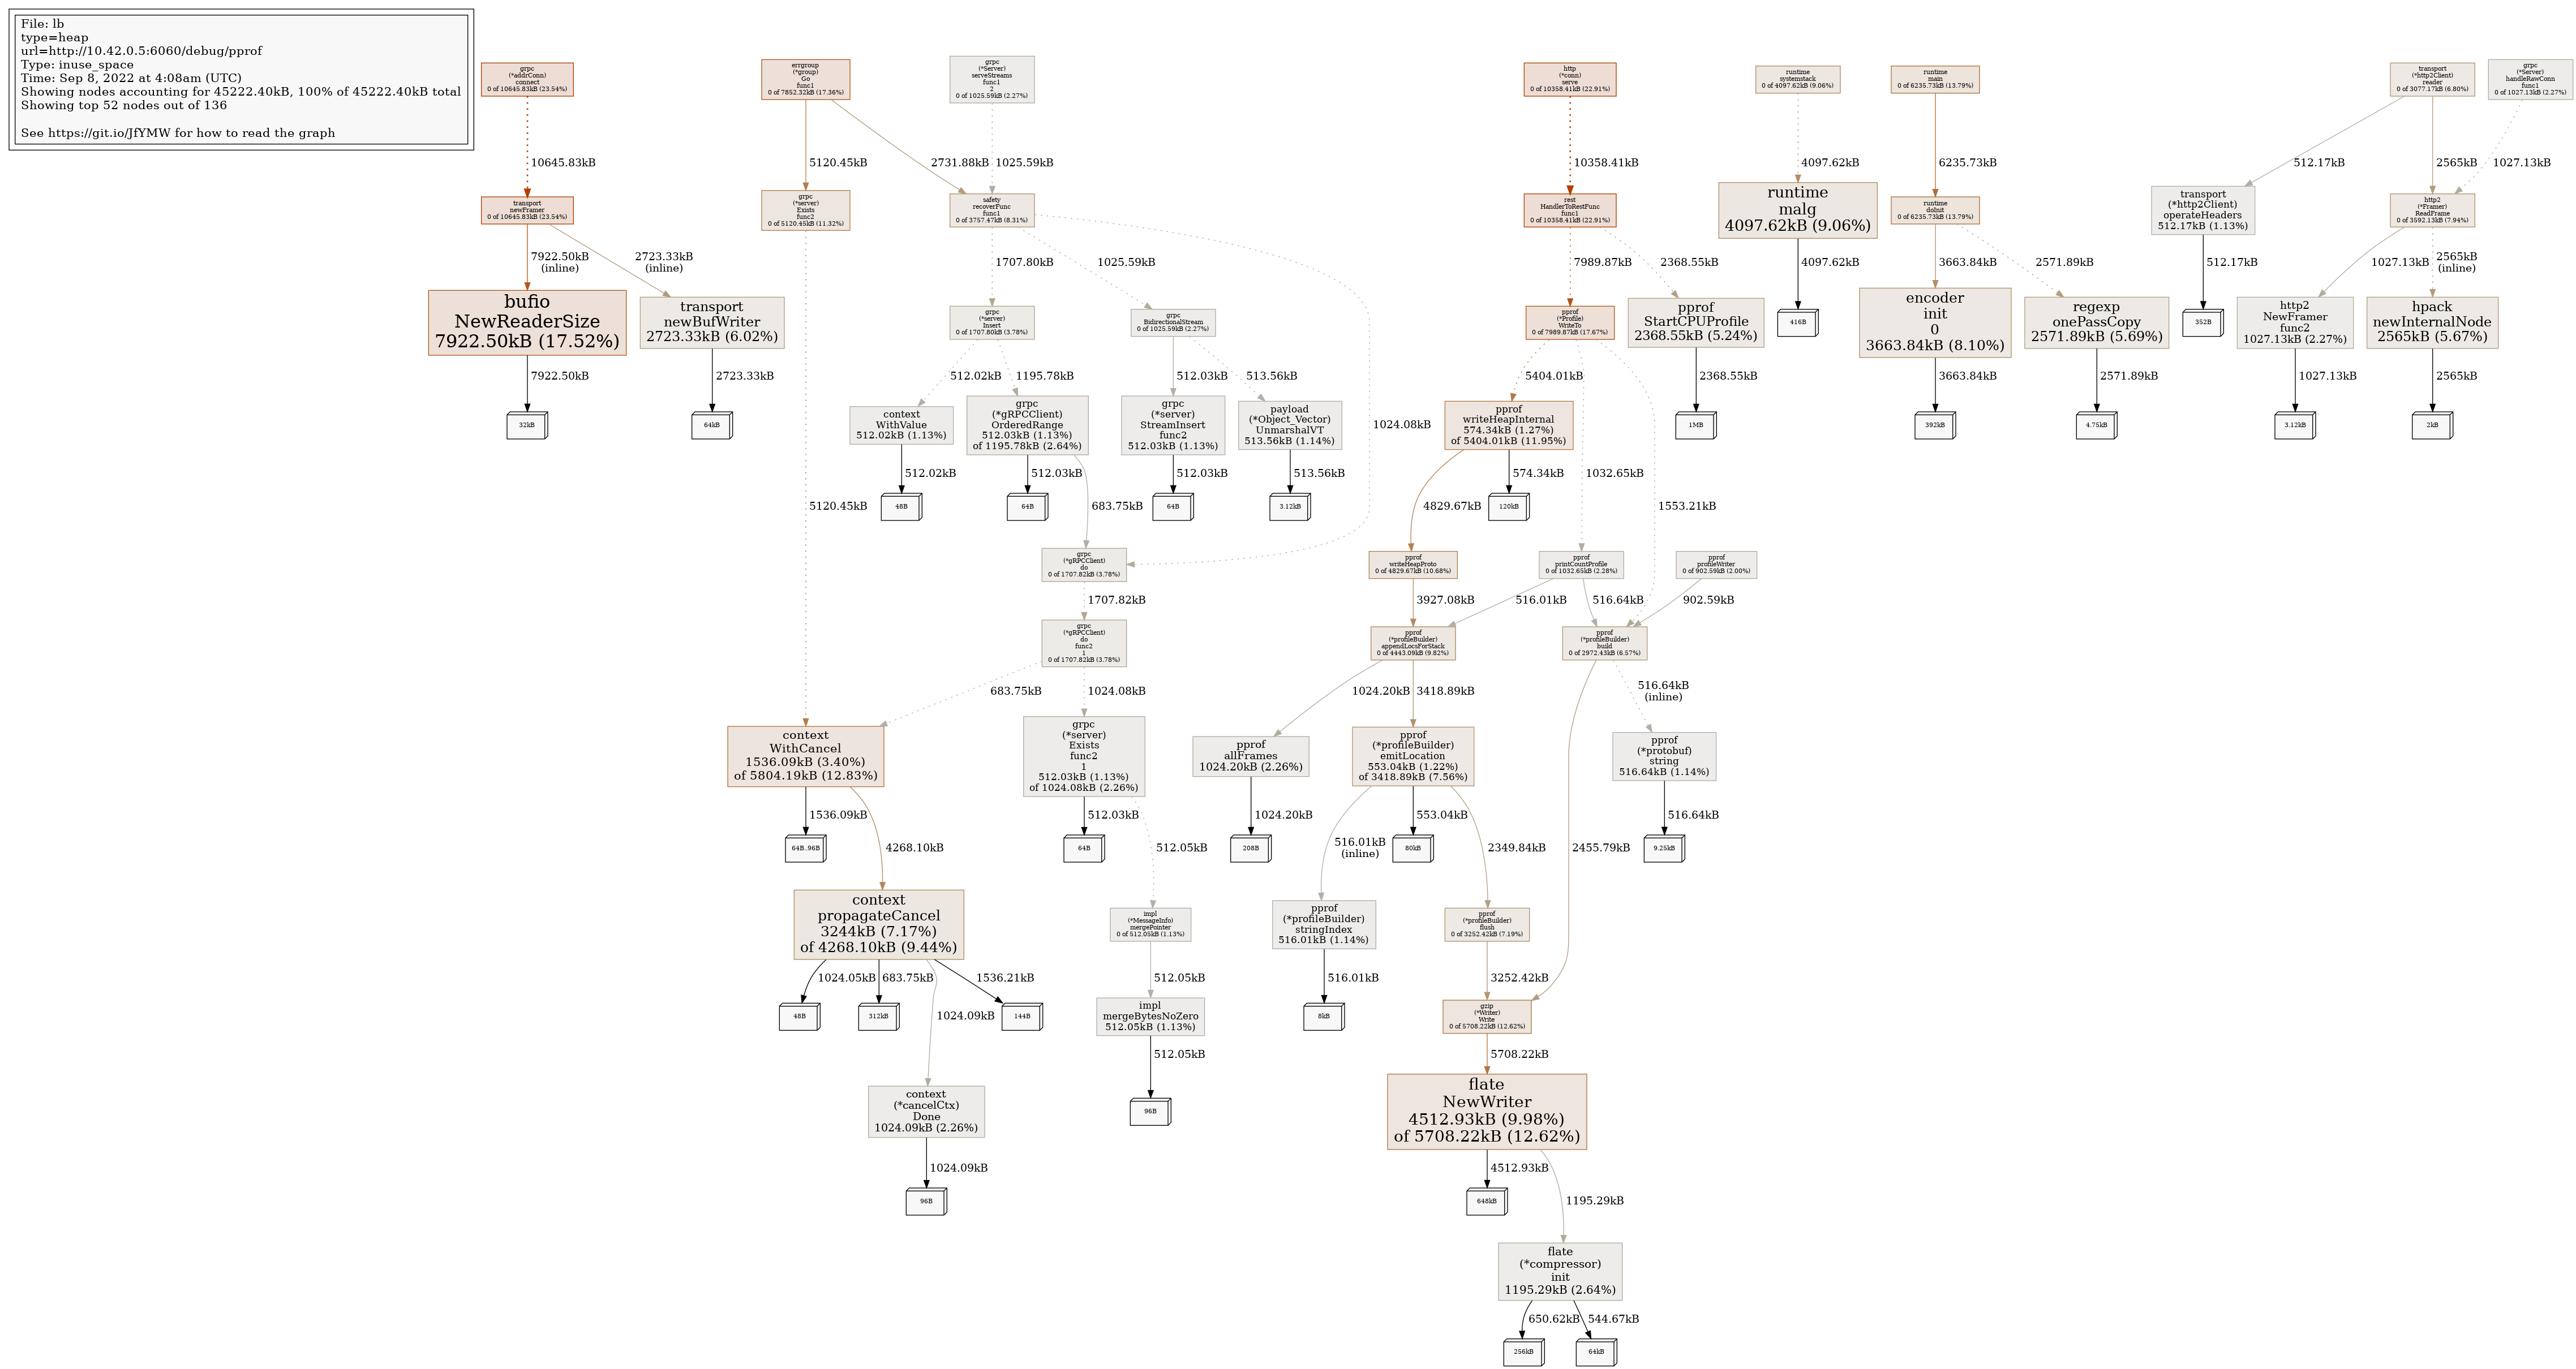 File: lb
type=heap
url=http://10.42.0.5:6060/debug/pprof
Type: inuse_space
Time: Sep 8, 2022 at 4:08am (UTC)
Showing nodes accounting for 45222.40kB, 100% of 45222.40kB total
Showing top 52 nodes out of 136
See https://git.io/JfYMW for how to read the graph
grpc
(*addrConn)
connect
0 of 10645.83kB (23.54%)
errgroup
(*group)
Go
func1
0 of 7852.32kB (17.36%)
grpc
(*Server)
serveStreams
func1
2
0 of 1025.59kB (2.27%)
http
(*conn)
serve
0 of 10358.41kB (22.91%)
runtime
systemstack
0 of 4097.62kB (9.06%)
runtime
main
0 of 6235.73kB (13.79%)
transport
(*http2Client)
reader
0 of 3077.17kB (6.80%)
grpc
(*Server)
handleRawConn
func1
0 of 1027.13kB (2.27%)
10645.83kB
5120.45kB
2731.88kB
1025.59kB
10358.41kB
4097.62kB
6235.73kB
512.17kB
2565kB
1027.13kB
transport
newFramer
0 of 10645.83kB (23.54%)
grpc
(*server)
Exists
func2
0 of 5120.45kB (11.32%)
safety
recoverFunc
func1
0 of 3757.47kB (8.31%)
rest
HandlerToRestFunc
func1
0 of 10358.41kB (22.91%)
runtime
malg
4097.62kB (9.06%)
runtime
doInit
0 of 6235.73kB (13.79%)
transport
(*http2Client)
operateHeaders
512.17kB (1.13%)
http2
(*Framer)
ReadFrame
0 of 3592.13kB (7.94%)
7922.50kB
(inline)
2723.33kB
(inline)
1707.80kB
1025.59kB
7989.87kB
2368.55kB
4097.62kB
3663.84kB
2571.89kB
512.17kB
1027.13kB
2565kB
(inline)
bufio
NewReaderSize
7922.50kB (17.52%)
transport
newBufWriter
2723.33kB (6.02%)
grpc
(*server)
Insert
0 of 1707.80kB (3.78%)
grpc
BidirectionalStream
0 of 1025.59kB (2.27%)
pprof
(*Profile)
WriteTo
0 of 7989.87kB (17.67%)
pprof
StartCPUProfile
2368.55kB (5.24%)
416B
encoder
init
0
3663.84kB (8.10%)
regexp
onePassCopy
2571.89kB (5.69%)
352B
http2
NewFramer
func2
1027.13kB (2.27%)
hpack
newInternalNode
2565kB (5.67%)
7922.50kB
2723.33kB
512.02kB
1195.78kB
512.03kB
513.56kB
5404.01kB
2368.55kB
3663.84kB
2571.89kB
1027.13kB
2565kB
32kB
64kB
context
WithValue
512.02kB (1.13%)
grpc
(*gRPCClient)
OrderedRange
512.03kB (1.13%)
of 1195.78kB (2.64%)
grpc
(*server)
StreamInsert
func2
512.03kB (1.13%)
payload
(*Object_Vector)
UnmarshalVT
513.56kB (1.14%)
1024.08kB
pprof
writeHeapInternal
574.34kB (1.27%)
of 5404.01kB (11.95%)
1MB
392kB
4.75kB
3.12kB
2kB
512.02kB
512.03kB
512.03kB
513.56kB
574.34kB
1032.65kB
5120.45kB
48B
64B
683.75kB
64B
3.12kB
4829.67kB
120kB
1553.21kB
grpc
(*gRPCClient)
do
0 of 1707.82kB (3.78%)
pprof
writeHeapProto
0 of 4829.67kB (10.68%)
pprof
printCountProfile
0 of 1032.65kB (2.28%)
pprof
profileWriter
0 of 902.59kB (2.00%)
1707.82kB
3927.08kB
516.01kB
516.64kB
902.59kB
grpc
(*gRPCClient)
do
func2
1
0 of 1707.82kB (3.78%)
pprof
(*profileBuilder)
appendLocsForStack
0 of 4443.09kB (9.82%)
pprof
(*profileBuilder)
build
0 of 2972.43kB (6.57%)
683.75kB
1024.08kB
1024.20kB
3418.89kB
516.64kB
(inline)
context
WithCancel
1536.09kB (3.40%)
of 5804.19kB (12.83%)
grpc
(*server)
Exists
func2
1
512.03kB (1.13%)
of 1024.08kB (2.26%)
pprof
allFrames
1024.20kB (2.26%)
pprof
(*profileBuilder)
emitLocation
553.04kB (1.22%)
of 3418.89kB (7.56%)
pprof
(*protobuf)
string
516.64kB (1.14%)
1536.09kB
512.03kB
1024.20kB
553.04kB
516.64kB
64B..96B
4268.10kB
64B
512.05kB
208B
516.01kB
(inline)
80kB
2349.84kB
2455.79kB
9.25kB
context
propagateCancel
3244kB (7.17%)
of 4268.10kB (9.44%)
impl
(*MessageInfo)
mergePointer
0 of 512.05kB (1.13%)
pprof
(*profileBuilder)
stringIndex
516.01kB (1.14%)
pprof
(*profileBuilder)
flush
0 of 3252.42kB (7.19%)
1024.05kB
683.75kB
1536.21kB
512.05kB
516.01kB
3252.42kB
48B
312kB
1024.09kB
144B
impl
mergeBytesNoZero
512.05kB (1.13%)
8kB
gzip
(*Writer)
Write
0 of 5708.22kB (12.62%)
512.05kB
5708.22kB
context
(*cancelCtx)
Done
1024.09kB (2.26%)
96B
flate
NewWriter
4512.93kB (9.98%)
of 5708.22kB (12.62%)
1024.09kB
4512.93kB
96B
648kB
1195.29kB
flate
(*compressor)
init
1195.29kB (2.64%)
650.62kB
544.67kB
256kB
64kB